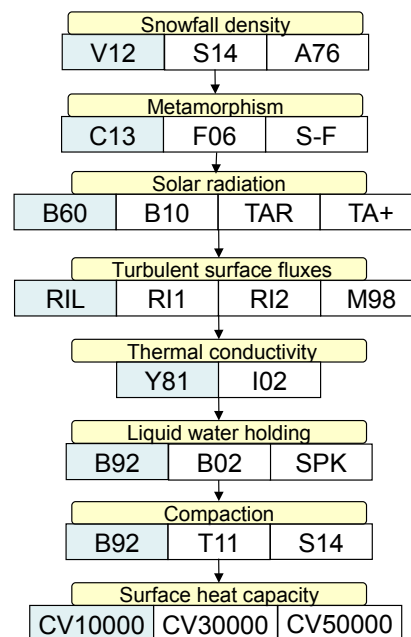 Snowfall density
V12 S14 A76
Metamorphism
C13 F06 S-F
Solar radiation
B60 B10 TAR TA+
Turbulent surface fluxes
RIL RI1 RI2 M98
Thermal conductivity
Y81 I02
Liquid water holding
B92 B02 SPK
Compaction
B92 T11 S14
Surface heat capacity
CV10000 CV30000 CV50000